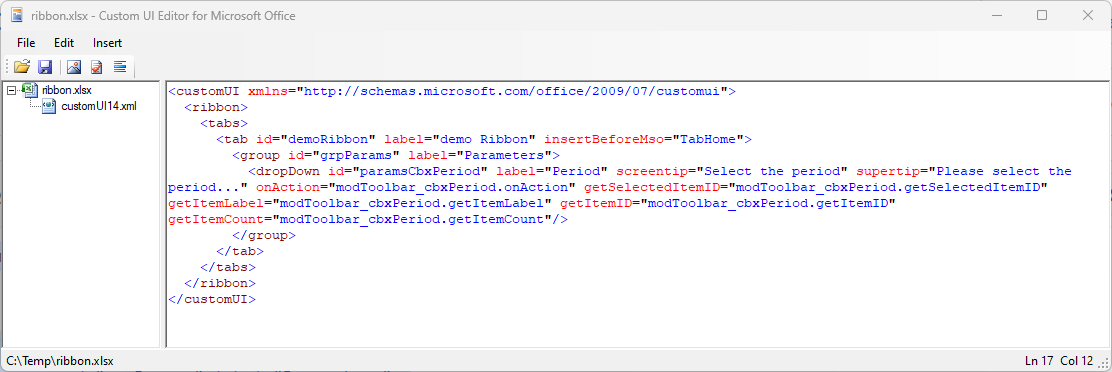 ribbon.xlsx - Custom UI Editor for Microsoft Office
File Edit Insert
ribbon.xlsx
customUI14.xml
<customUI xmlns="http://schemas.microsoft.com/office/2009/07/customui">
<ribbon>
<tabs>
<tab id="demoRibbon" label="demo Ribbon" insertBeforeMso="TabHome">
<group id="grpParams" label="Parameters">
<dropDown id="paramsCbxPeriod" label="Period" screentip="Select the period" supertip="Please select the
period..." onAction="modToolbar_cbxPeriod.onAction" getSelectedItemID="modToolbar_cbxPeriod.getSelectedItemID"
getItemLabel="modToolbar_cbxPeriod.getItemLabel" getItemID="modToolbar_cbxPeriod.getItemID"
getItemCount="modToolbar_cbxPeriod.getItemCount"/>
</group>
</tab>
</tabs>
</ribbon>
</customUI>
C:\Temp\ribbon.xlsx
Ln 17 Col 12